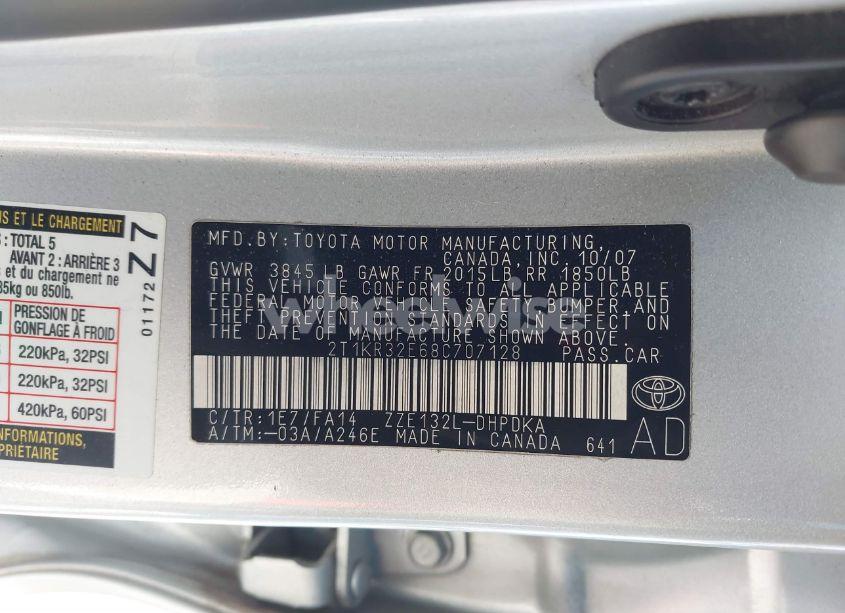 US ET LE CHARGEMENT
: TOTAL 5
AVANT 2 : ARRIÈRE 3
et du chargement ne
85kg ou 850lb.
PRESSION DE
GONFLAGE À FROID
220kPa, 32PSI
220kPa, 32PSI
420kPa, 60PSI
INFORMATIONS
PRIÉTAIRE
01172
Z7
MFD.BY:TOYOTA MOTOR MANUFACTURING,
CANADA, INC. 10/07
GVWR 3845LB GAWR FR 2015LB RR 1850LB
THIS VEHICLE CONFORMS TO ALL APPLICABLE
FEDERAL MOTOR VEHICLE SAFETY,BUMPER,AND
THEFT PREVENTION STANDARDS IN EFFECT ON
THE DATE OF MANUFACTURE SHOWN ABOVE.
2T1KR32E68C707128 PASS.CAR
C/TR:1E7/FA14 ZZE132L-DHPDKA
A/TM:-03A/A246E MADE IN CANADA 641
AD
wheelwise